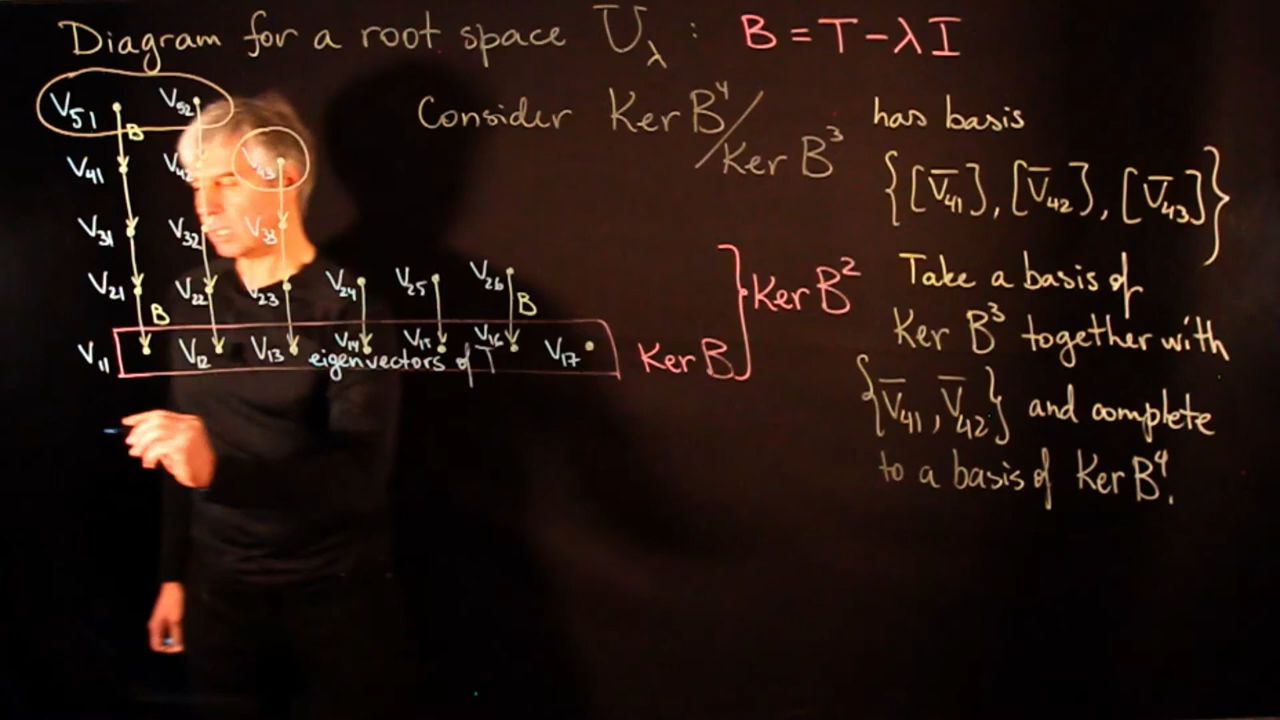 Diagram for a root space U_λ : B = T - λI
V₅₁ V₅₂ Consider Ker B⁴/Ker B³ has basis
B
V₄₁ V₄₂ V₄₃ {[V̄₄₁], [V̄₄₂], [V̄₄₃]}
V₃₁ V₃₂ V₃₃
Take a basis of
V₂₁ V₂₂ V₂₃ V₂₄ V₂₅ V₂₆ Ker B²
B B
Ker B³ together with
V₁₁ V₁₂ V₁₃ V₁₄ V₁₅ V₁₆ V₁₇ Ker B
eigenvectors of T
{V̄₄₁, V̄₄₂} and complete
to a basis of Ker B⁴.